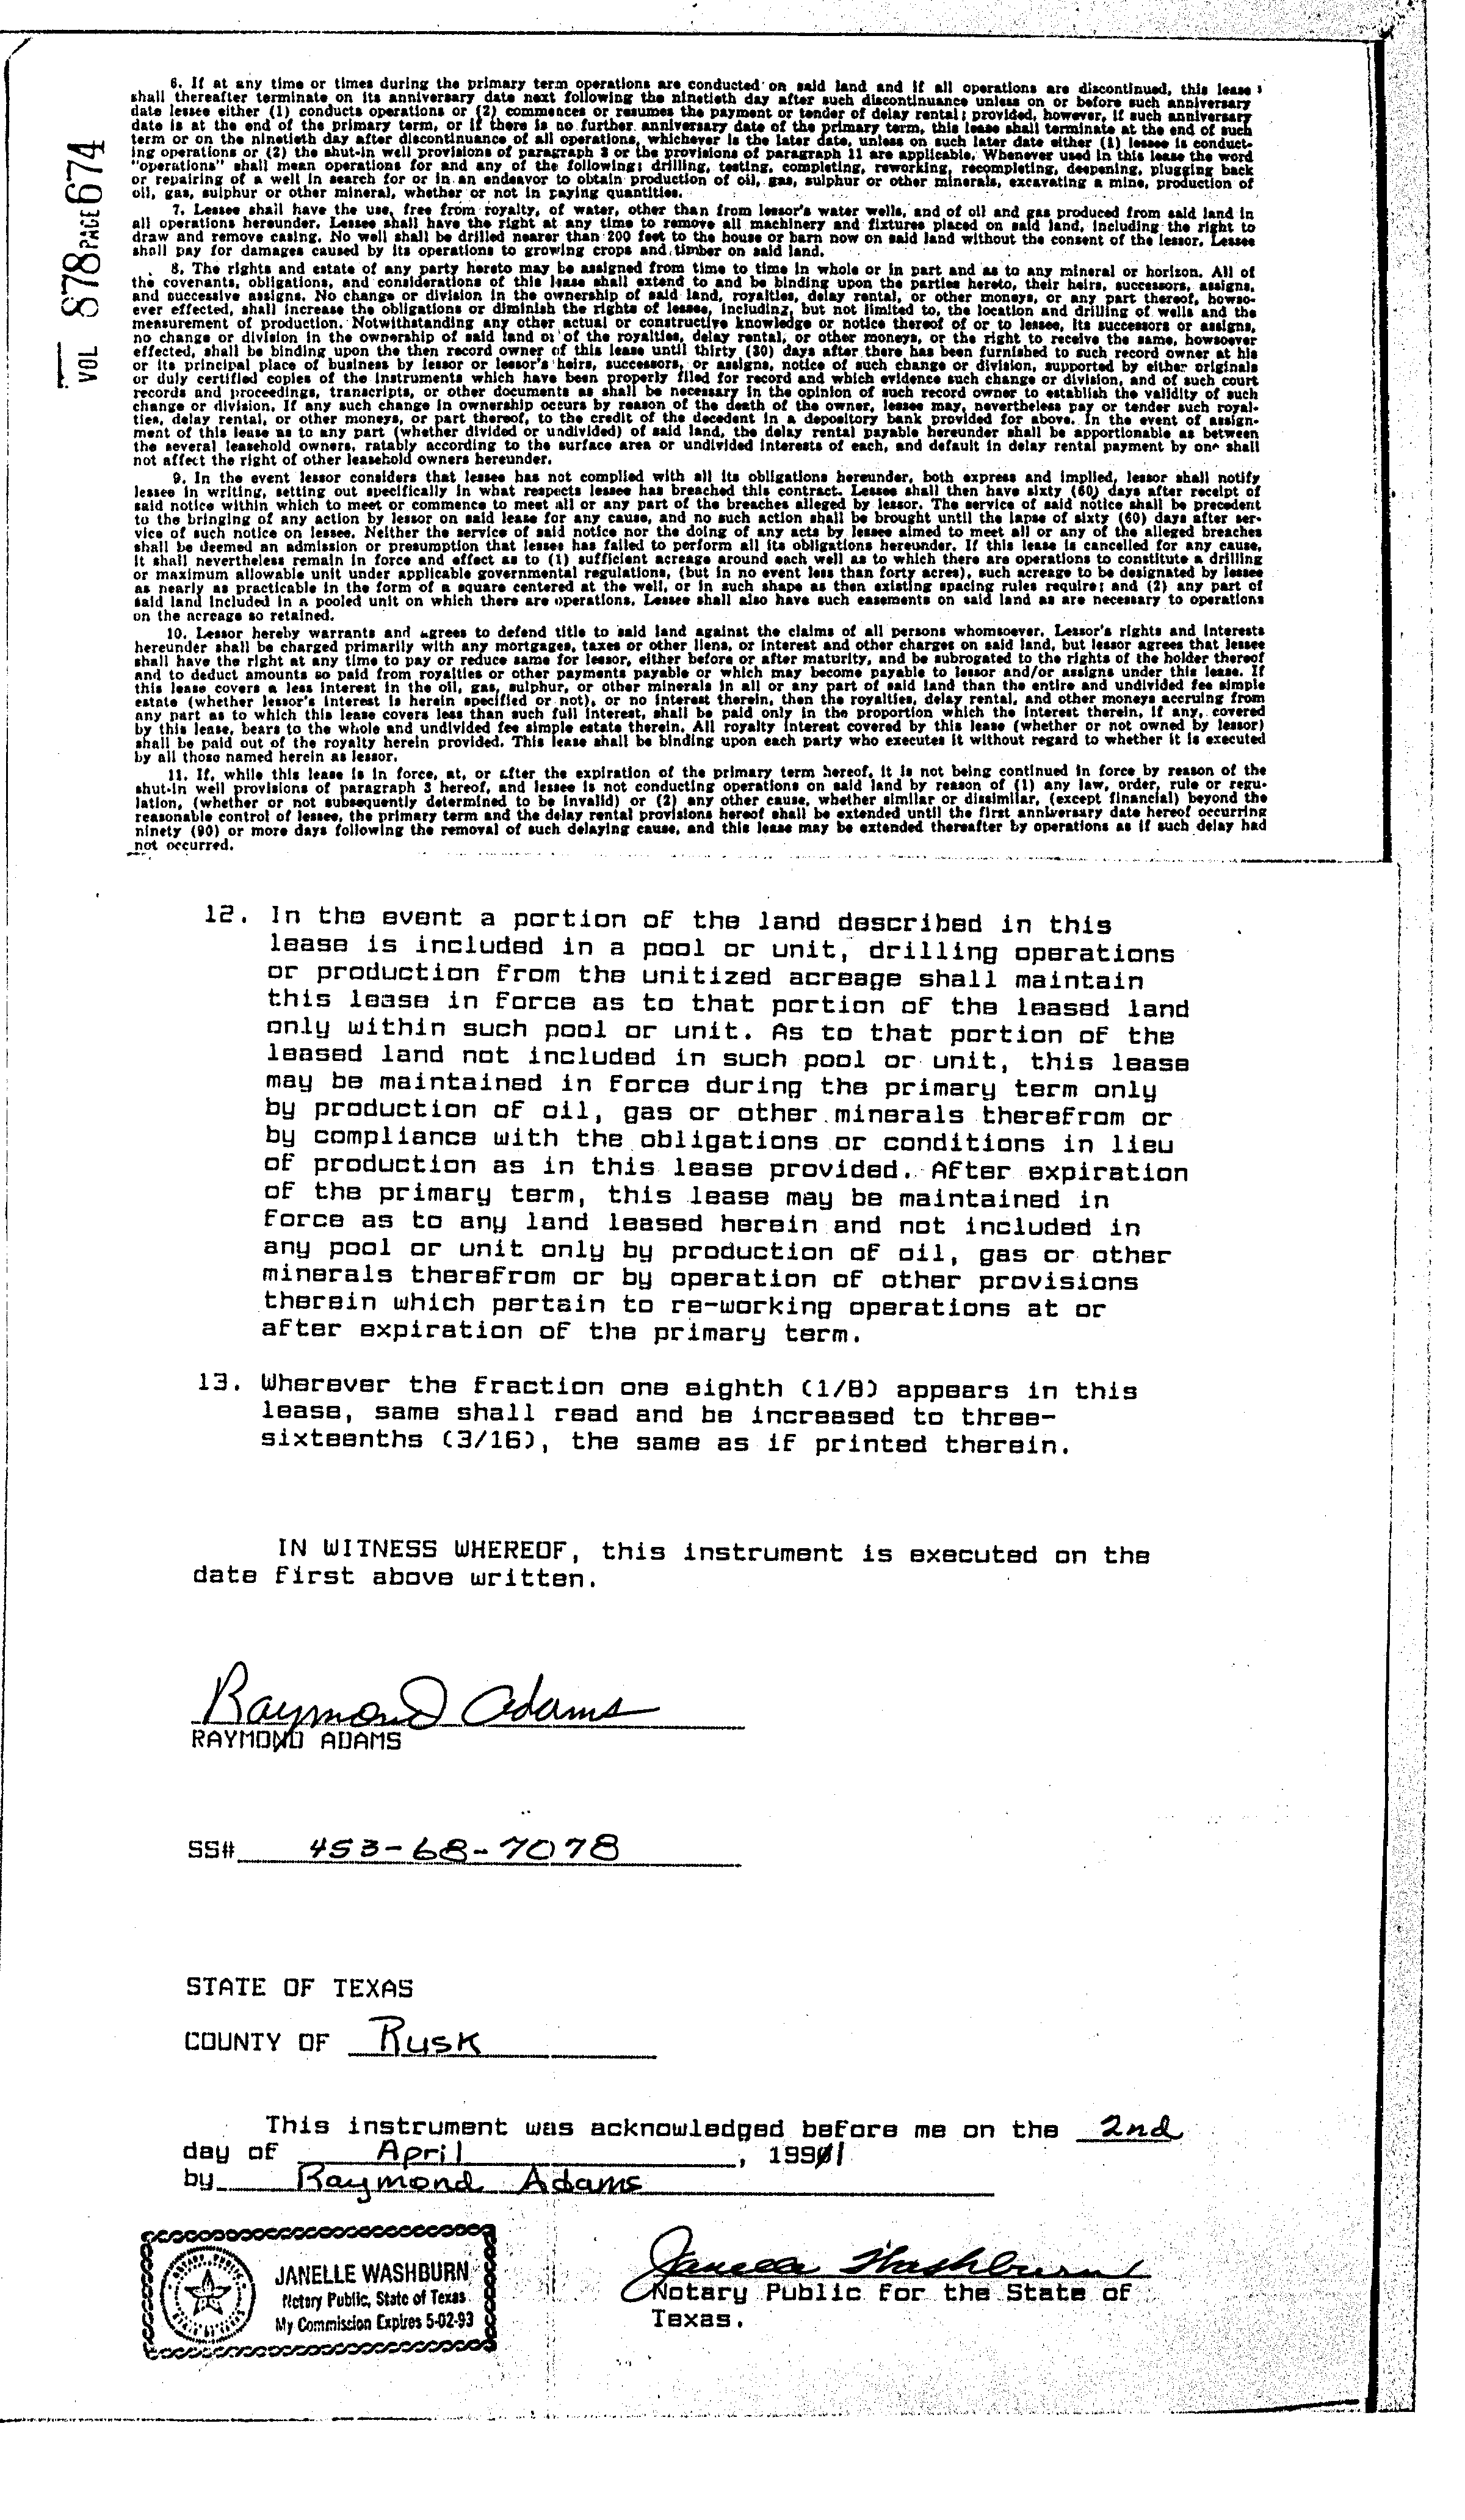 VOL 878 PAGE 674
6. If at any time or times during the primary term operations are conducted on said land and if all operations are discontinued, this lease
shall thereafter terminate on its anniversary date next following the ninetieth day after such discontinuance unless on or before such anniversary
date lessee either (1) conducts operations or (2) commences or resumes the payment or tender of delay rental; provided, however, if such anniversary
date is at the end of the primary term, or if there is no further anniversary date of the primary term, this lease shall terminate at the end of such
term or on the ninetieth day after discontinuance of all operations, whichever is the later date, unless on such later date either (1) lessee is conduct-
ing operations or (2) the shut-in well provisions of paragraph 3 or the provisions of paragraph 11 are applicable. Whenever used in this lease the word
"operations" shall mean operations for and any of the following: drilling, testing, completing, reworking, recompleting, deepening, plugging back
or repairing of a well in search for or in an endeavor to obtain production of oil, gas, sulphur or other minerals, excavating a mine, production of
oil, gas, sulphur or other mineral, whether or not in paying quantities.
7. Lessee shall have the use, free from royalty, of water, other than from lessor's water wells, and of oil and gas produced from said land in
all operations hereunder. Lessee shall have the right at any time to remove all machinery and fixtures placed on said land, including the right to
draw and remove casing. No well shall be drilled nearer than 200 feet to the house or barn now on said land without the consent of the lessor. Lessee
shall pay for damages caused by its operations to growing crops and timber on said land.
8. The rights and estate of any party hereto may be assigned from time to time in whole or in part and as to any mineral or horizon. All of
the covenants, obligations, and considerations of this lease shall extend to and be binding upon the parties hereto, their heirs, successors, assigns,
and successive assigns. No change or division in the ownership of said land, royalties, delay rental, or other moneys, or any part thereof, howso-
ever effected, shall increase the obligations or diminish the rights of lessee, including, but not limited to, the location and drilling of wells and the
measurement of production. Notwithstanding any other actual or constructive knowledge or notice thereof of or to lessee, its successors or assigns,
no change or division in the ownership of said land or of the royalties, delay rental, or other moneys, or the right to receive the same, howsoever
effected, shall be binding upon the then record owner of this lease until thirty (30) days after there has been furnished to such record owner at his
or its principal place of business by lessor or lessor's heirs, successors, or assigns, notice of such change or division, supported by either originals
or duly certified copies of the instruments which have been properly filed for record and which evidence such change or division, and of such court
records and proceedings, transcripts, or other documents as shall be necessary in the opinion of such record owner to establish the validity of such
change or division. If any such change in ownership occurs by reason of the death of the owner, lessee may, nevertheless pay or tender such royal-
ties, delay rental, or other moneys, or part thereof, to the credit of the decedent in a depository bank provided for above. In the event of assign-
ment of this lease as to any part (whether divided or undivided) of said land, the delay rental payable hereunder shall be apportionable as between
the several leasehold owners, ratably according to the surface area or undivided interests of each, and default in delay rental payment by one shall
not affect the right of other leasehold owners hereunder.
9. In the event lessor considers that lessee has not complied with all its obligations hereunder, both express and implied, lessor shall notify
lessee in writing, setting out specifically in what respects lessee has breached this contract. Lessee shall then have sixty (60) days after receipt of
said notice within which to meet or commence to meet all or any part of the breaches alleged by lessor. The service of said notice shall be precedent
to the bringing of any action by lessor on said lease for any cause, and no such action shall be brought until the lapse of sixty (60) days after ser-
vice of such notice on lessee. Neither the service of said notice nor the doing of any acts by lessee aimed to meet all or any of the alleged breaches
shall be deemed an admission or presumption that lessee has failed to perform all its obligations hereunder. If this lease is cancelled for any cause,
it shall nevertheless remain in force and effect as to (1) sufficient acreage around each well as to which there are operations to constitute a drilling
or maximum allowable unit under applicable governmental regulations, (but in no event less than forty acres), such acreage to be designated by lessee
as nearly as practicable in the form of a square centered at the well, or in such shape as then existing spacing rules require; and (2) any part of
said land included in a pooled unit on which there are operations. Lessee shall also have such easements on said land as are necessary to operations
on the acreage so retained.
10. Lessor hereby warrants and agrees to defend title to said land against the claims of all persons whomsoever. Lessor's rights and interests
hereunder shall be charged primarily with any mortgages, taxes or other liens, or interest and other charges on said land, but lessor agrees that lessee
shall have the right at any time to pay or reduce same for lessor, either before or after maturity, and be subrogated to the rights of the holder thereof
and to deduct amounts so paid from royalties or other payments payable or which may become payable to lessor and/or assigns under this lease. If
this lease covers a less interest in the oil, gas, sulphur, or other minerals in all or any part of said land than the entire and undivided fee simple
estate (whether lessor's interest is herein specified or not), or no interest therein, then the royalties, delay rental, and other moneys accruing from
any part as to which this lease covers less than such full interest, shall be paid only in the proportion which the interest therein, if any, covered
by this lease, bears to the whole and undivided fee simple estate therein. All royalty interest covered by this lease (whether or not owned by lessor)
shall be paid out of the royalty herein provided. This lease shall be binding upon each party who executes it without regard to whether it is executed
by all those named herein as lessor.
11. If, while this lease is in force, at, or after the expiration of the primary term hereof, it is not being continued in force by reason of the
shut-in well provisions of paragraph 3 hereof, and lessee is not conducting operations on said land by reason of (1) any law, order, rule or regu-
lation, (whether or not subsequently determined to be invalid) or (2) any other cause, whether similar or dissimilar, (except financial) beyond the
reasonable control of lessee, the primary term and the delay rental provisions hereof shall be extended until the first anniversary date hereof occurring
ninety (90) or more days following the removal of such delaying cause, and this lease may be extended thereafter by operations as if such delay had
not occurred.
12. In the event a portion of the land described in this
lease is included in a pool or unit, drilling operations
or production from the unitized acreage shall maintain
this lease in force as to that portion of the leased land
only within such pool or unit. As to that portion of the
leased land not included in such pool or unit, this lease
may be maintained in force during the primary term only
by production of oil, gas or other minerals therefrom or
by compliance with the obligations or conditions in lieu
of production as in this lease provided. After expiration
of the primary term, this lease may be maintained in
force as to any land leased herein and not included in
any pool or unit only by production of oil, gas or other
minerals therefrom or by operation of other provisions
therein which pertain to re-working operations at or
after expiration of the primary term.
13. Wherever the fraction one eighth (1/8) appears in this
lease, same shall read and be increased to three-
sixteenths (3/16), the same as if printed therein.
IN WITNESS WHEREOF, this instrument is executed on the
date first above written.
Raymond Adams
RAYMOND ADAMS
SS# 453-68-7078
STATE OF TEXAS
COUNTY OF Rusk
This instrument was acknowledged before me on the 2nd
day of April, 1991
by Raymond Adams
JANELLE WASHBURN
Notary Public, State of Texas
My Commission Expires 5-02-93
Janelle Washburn
Notary Public for the State of
Texas.